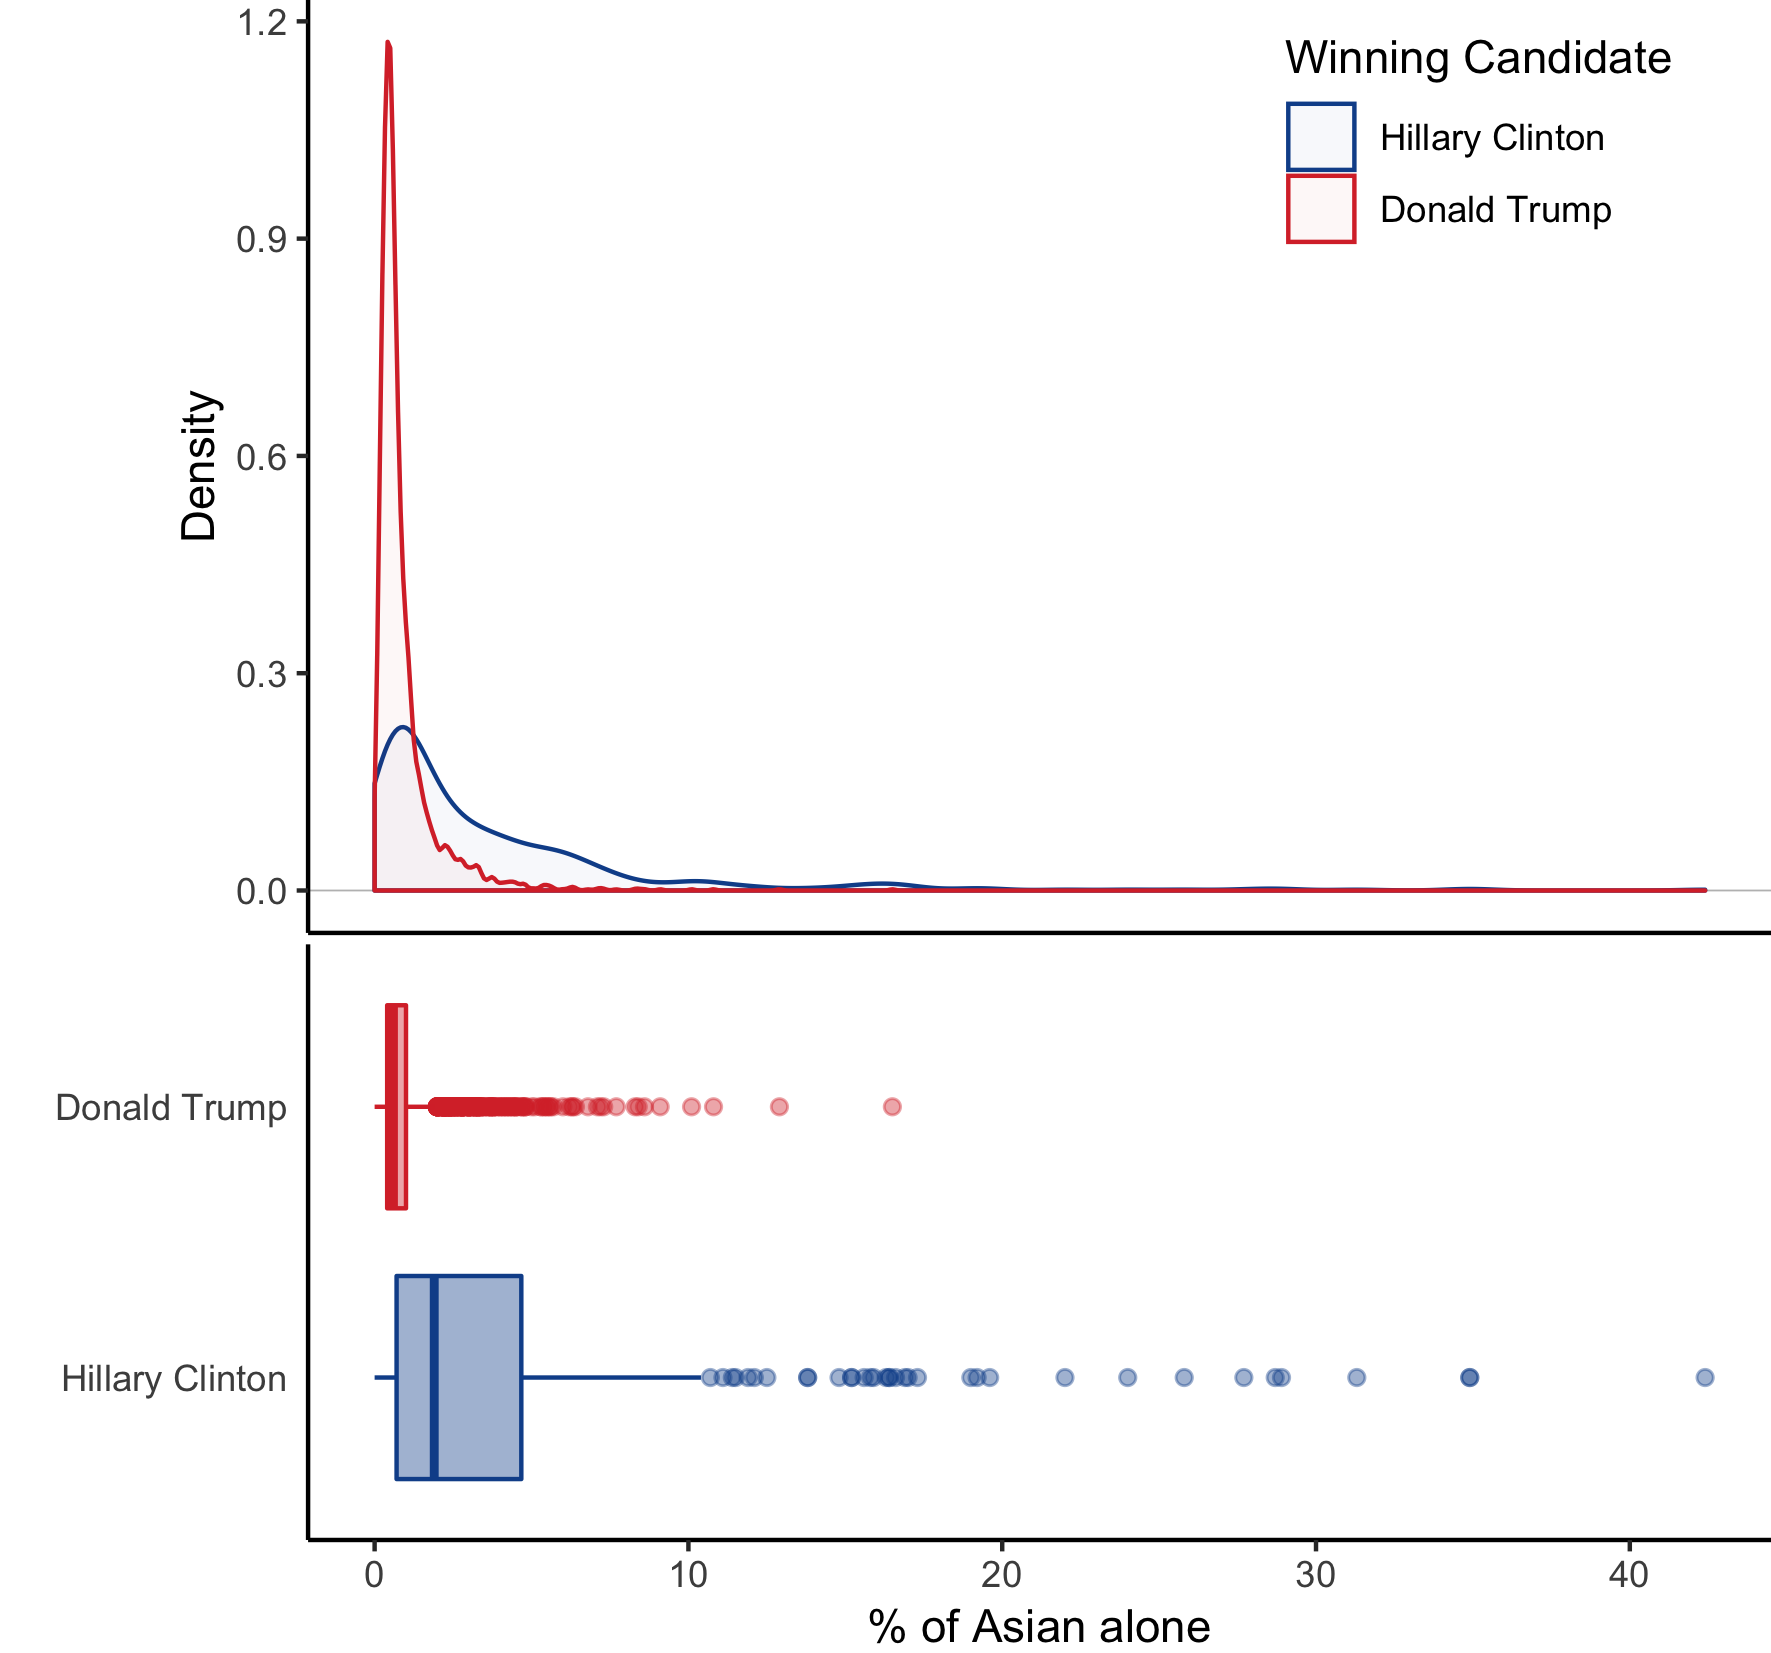 1.2
0.9
0.6
0.3
0.0
Density
Winning Candidate
Hillary Clinton
Donald Trump
Donald Trump
Hillary Clinton
0 10 20 30 40
% of Asian alone